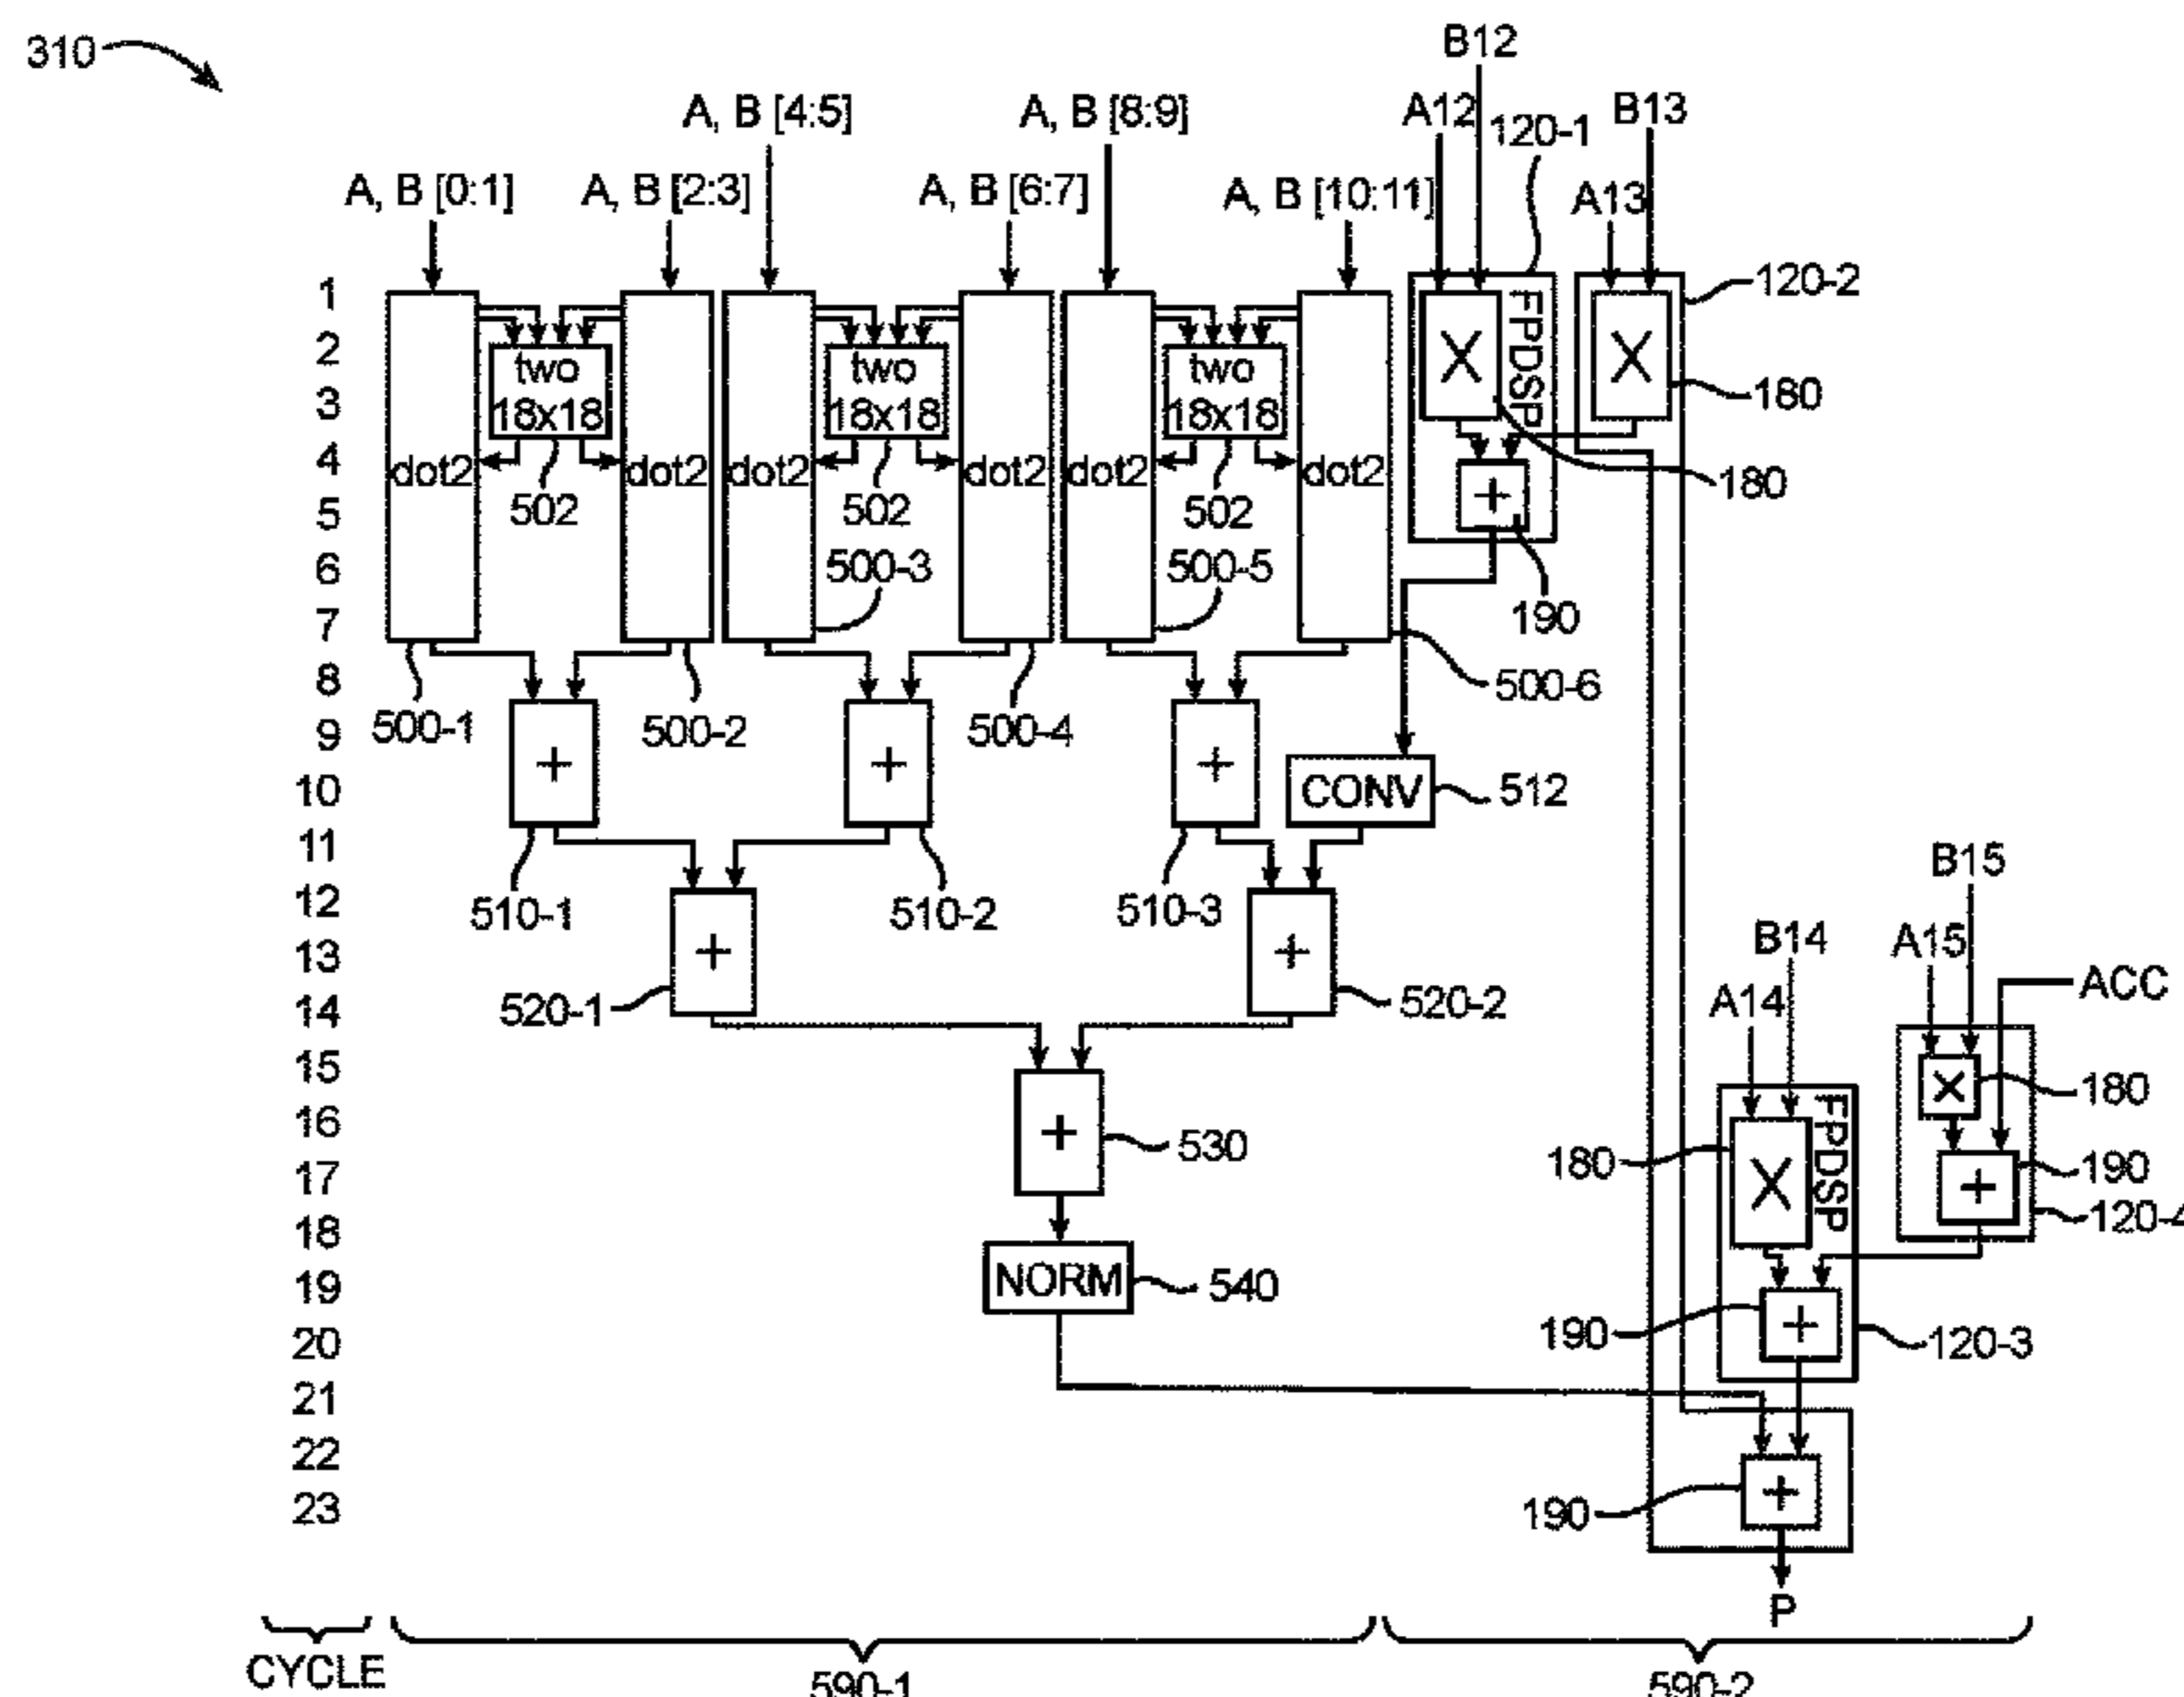 310
B12
A, B [4:5]
A, B [8:9]
A12
120-1
B13
A, B [0:1]
A, B [2:3]
A, B [6:7]
A, B [10:11]
A13
1
2
3
4
5
6
7
8
9
10
11
12
13
14
15
16
17
18
19
20
21
22
23
dot2
two
18x18
502
dot2
dot2
two
18x18
502
dot2
dot2
two
18x18
502
dot2
500-1
500-2
500-3
500-4
500-5
500-6
X
FPDSP
+
180
190
X
180
120-2
+
+
+
CONV
512
510-1
510-2
510-3
+
+
520-1
520-2
+
530
NORM
540
B15
B14
A15
ACC
A14
X
180
+
190
120-4
180
X
FPDSP
190
+
120-3
190
+
P
CYCLE
590-1
590-2